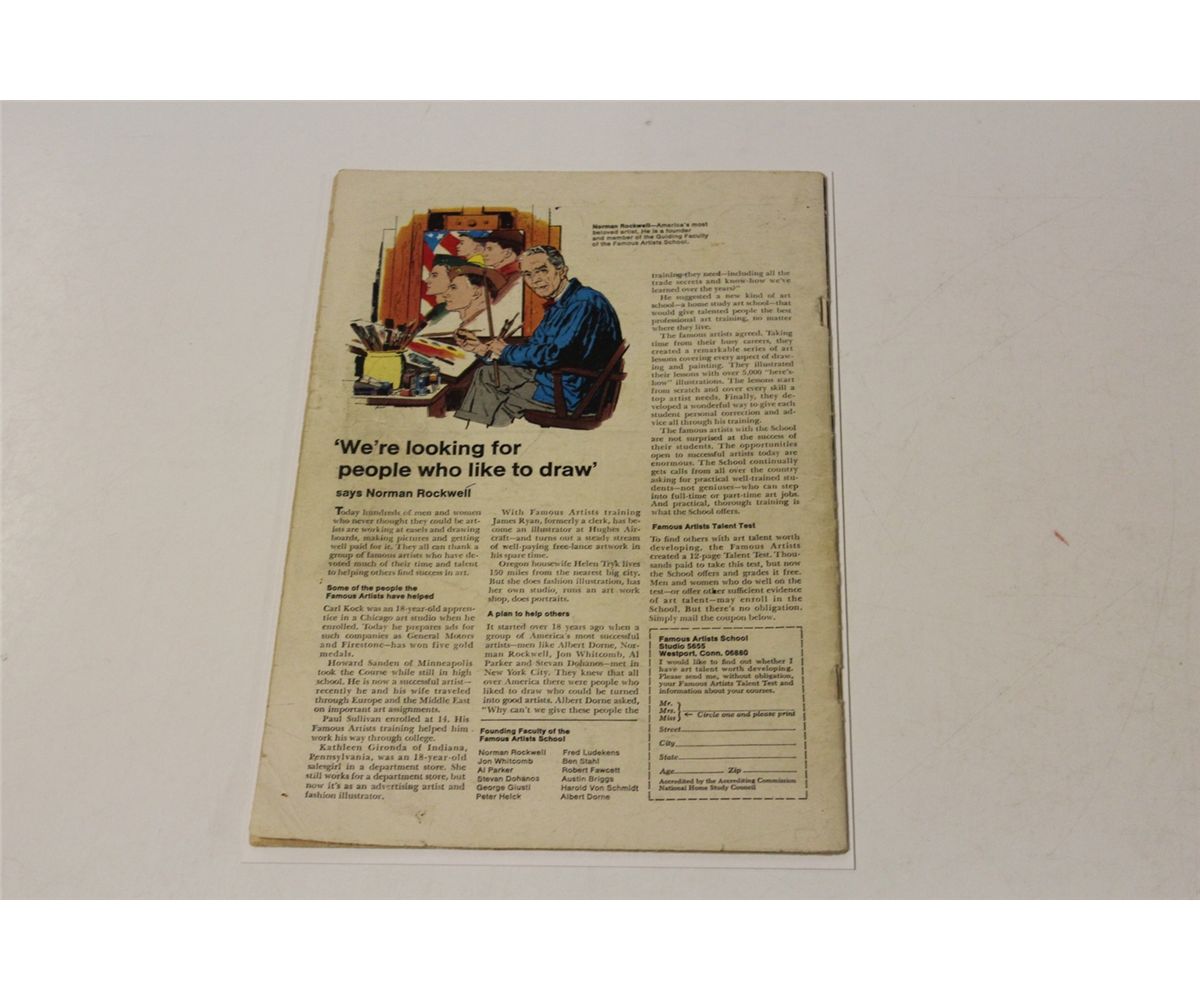 Norman Rockwell—America's most
beloved artist. He is a founder
and member of the Guiding Faculty
of the Famous Artists School.
'We're looking for
people who like to draw'
says Norman Rockwell
Today hundreds of men and women
who never thought they could be art-
ists are working at easels and drawing
boards, making pictures and getting
well paid for it. They all can thank a
group of famous artists who have de-
voted much of their time and talent
to helping others find success in art.
Some of the people the
Famous Artists have helped
Carl Kock was an 18-year-old appren-
tice in a Chicago art studio when he
enrolled. Today he prepares ads for
such companies as General Motors
and Firestone—has won five gold
medals.
Howard Sanden of Minneapolis
took the Course while still in high
school. He is now a successful artist—
recently he and his wife traveled
through Europe and the Middle East
on important art assignments.
Paul Sullivan enrolled at 14. His
Famous Artists training helped him
work his way through college.
Kathleen Gironda of Indiana,
Pennsylvania, was an 18-year-old
salesgirl in a department store. She
still works for a department store, but
now it's as an advertising artist and
fashion illustrator.
With Famous Artists training
James Ryan, formerly a clerk, has be-
come an illustrator at Hughes Air-
craft—and turns out a steady stream
of well-paying free-lance artwork in
his spare time.
Oregon housewife Helen Tryk lives
150 miles from the nearest big city.
But she does fashion illustration, has
her own studio, runs an art work
shop, does portraits.
A plan to help others
It started over 18 years ago when a
group of America's most successful
artists—men like Albert Dorne, Nor-
man Rockwell, Jon Whitcomb, Al
Parker and Stevan Dohanos—met in
New York City. They knew that all
over America there were people who
liked to draw who could be turned
into good artists. Albert Dorne asked,
"Why can't we give these people the
Founding Faculty of the
Famous Artists School
Norman Rockwell
Jon Whitcomb
Al Parker
Stevan Dohanos
George Giusti
Peter Helck
Fred Ludekens
Ben Stahl
Robert Fawcett
Austin Briggs
Harold Von Schmidt
Albert Dorne
training they need—including all the
trade secrets and know-how we've
learned over the years?"
He suggested a new kind of art
school—a home study art school—that
would give talented people the best
professional art training, no matter
where they live.
The famous artists agreed. Taking
time from their busy careers, they
created a remarkable series of art
lessons covering every aspect of draw-
ing and painting. They illustrated
their lessons with over 5,000 "here's-
how" illustrations. The lessons start
from scratch and cover every skill a
top artist needs. Finally, they de-
veloped a wonderful way to give each
student personal correction and ad-
vice all through his training.
The famous artists with the School
are not surprised at the success of
their students. The opportunities
open to successful artists today are
enormous. The School continually
gets calls from all over the country
asking for practical well-trained stu-
dents—not geniuses—who can step
into full-time or part-time art jobs.
And practical, thorough training is
what the School offers.
Famous Artists Talent Test
To find others with art talent worth
developing, the Famous Artists
created a 12-page Talent Test. Thou-
sands paid to take this test, but now
the School offers and grades it free.
Men and women who do well on the
test—or offer other sufficient evidence
of art talent—may enroll in the
School. But there's no obligation.
Simply mail the coupon below.
Famous Artists School
Studio 5655
Westport, Conn. 06880
I would like to find out whether I
have art talent worth developing.
Please send me, without obligation,
your Famous Artists Talent Test and
information about your courses.
Mr.
Mrs. ← Circle one and please print
Miss
Street
City
State
Age Zip
Accredited by the Accrediting Commission
National Home Study Council